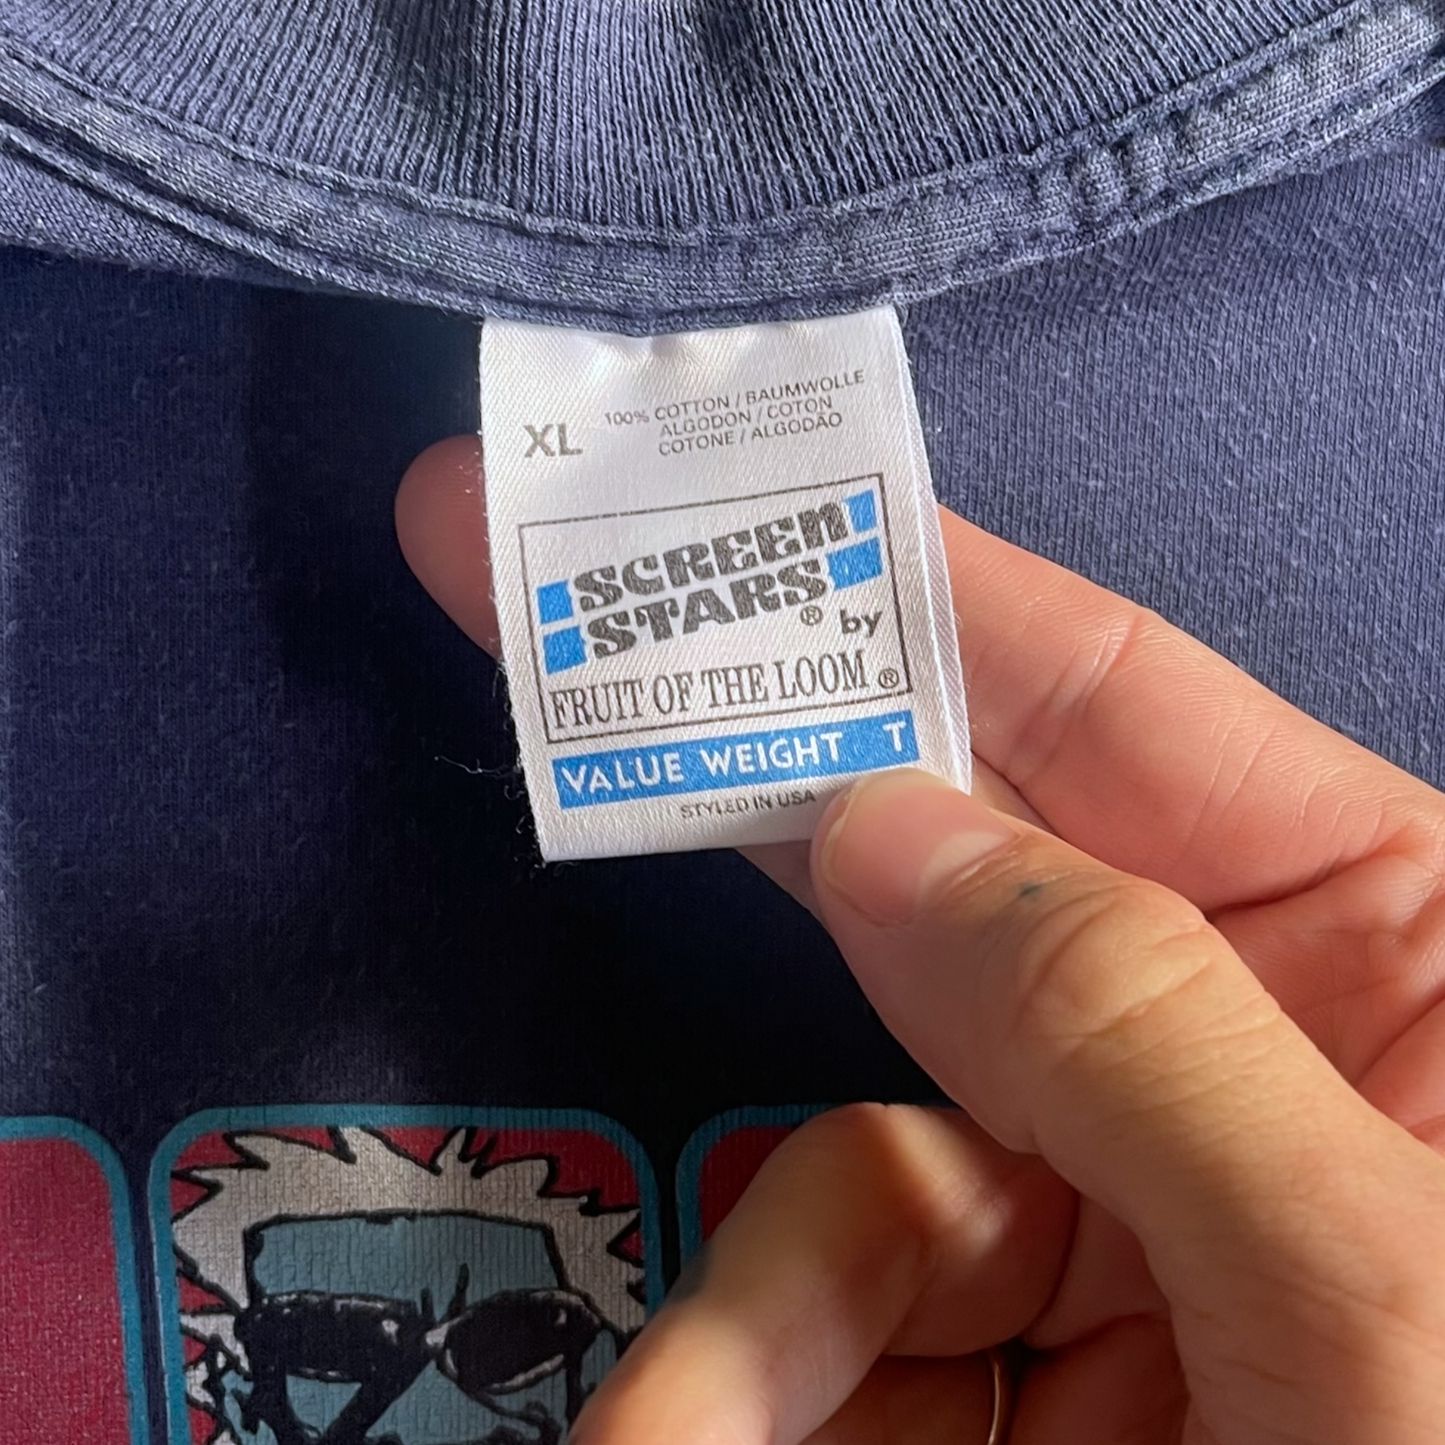 XL
100% COTTON / BAUMWOLLE
ALGODON / COTON
COTONE / ALGODÃO
SCREEN
STARS® by
FRUIT OF THE LOOM®
VALUE WEIGHT T
STYLED IN USA